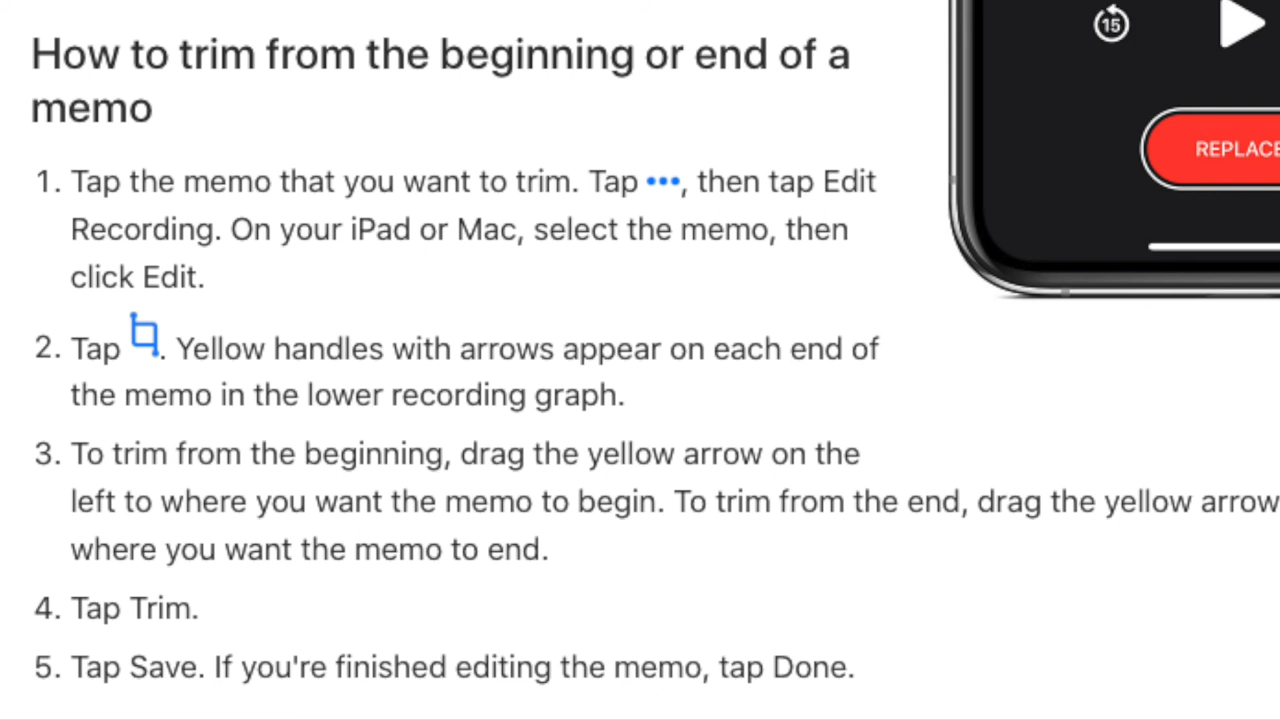 How to trim from the beginning or end of a
memo
1. Tap the memo that you want to trim. Tap •••, then tap Edit
Recording. On your iPad or Mac, select the memo, then
click Edit.
2. Tap . Yellow handles with arrows appear on each end of
the memo in the lower recording graph.
3. To trim from the beginning, drag the yellow arrow on the
left to where you want the memo to begin. To trim from the end, drag the yellow arrow
where you want the memo to end.
4. Tap Trim.
5. Tap Save. If you're finished editing the memo, tap Done.
15
REPLACE